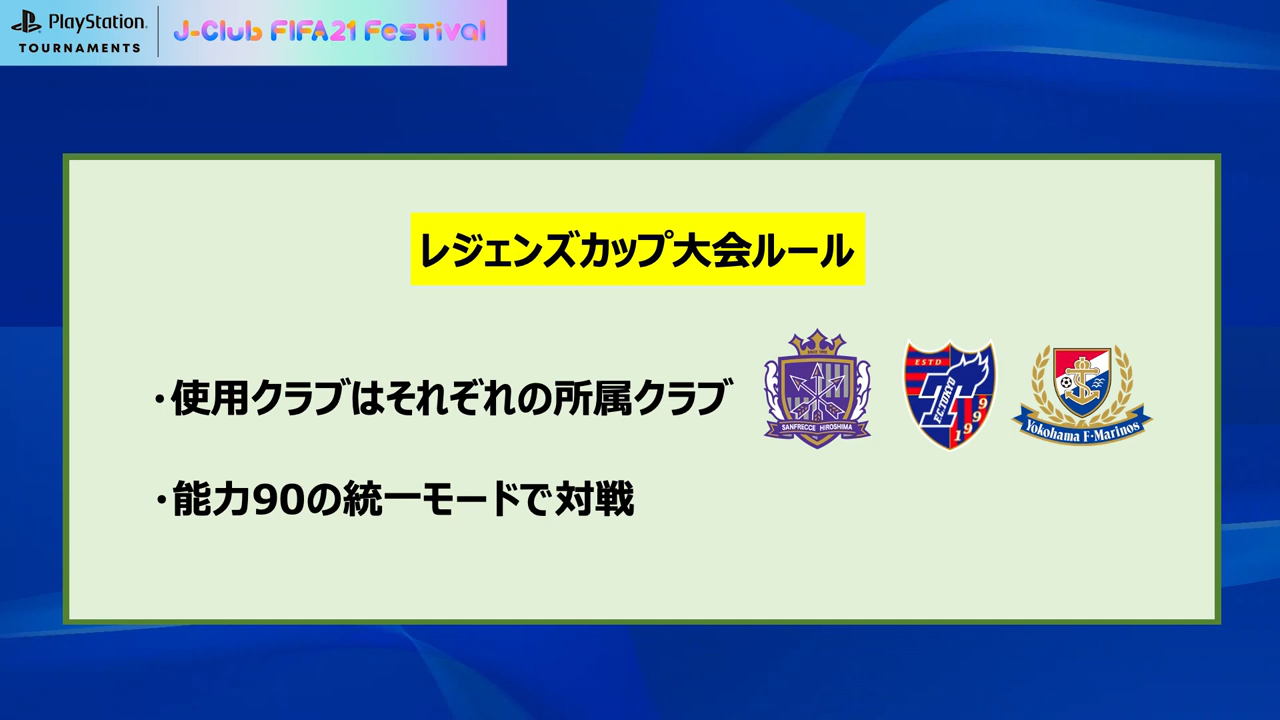 PlayStation.
TOURNAMENTS
J-Club FIFA21 Festival
レジェンズカップ大会ルール
・使用クラブはそれぞれの所属クラブ
SANFRECCE HIROSHIMA
ESTD
F.C.TOKYO
1999
Yokohama F・Marinos
・能力90の統一モードで対戦